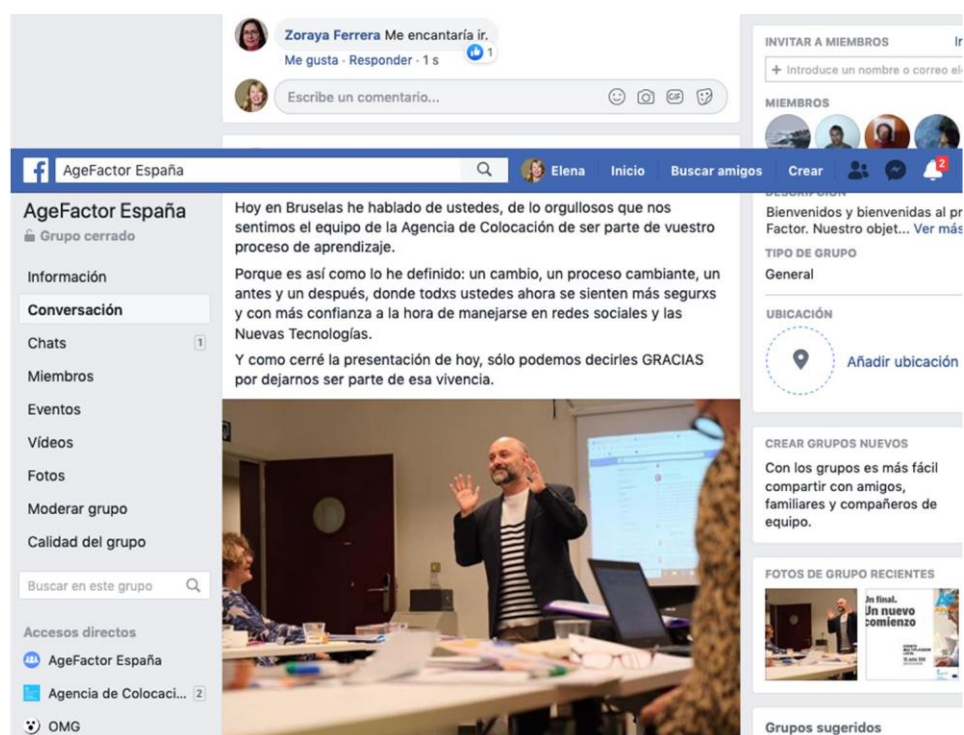 Zoraya Ferrera Me encantaría ir.
1
Me gusta · Responder · 1 s
Escribe un comentario...
GIF
INVITAR A MIEMBROS
+ Introduce un nombre o correo
MIEMBROS
AgeFactor España
Elena
Inicio
Buscar amigos
Crear
2
AgeFactor España
Grupo cerrado
Información
Conversación
Chats 1
Miembros
Eventos
Vídeos
Fotos
Moderar grupo
Calidad del grupo
Buscar en este grupo
Accesos directos
AgeFactor España
Agencia de Colocaci... 2
OMG
Hoy en Bruselas he hablado de ustedes, de lo orgullosos que nos
sentimos el equipo de la Agencia de Colocación de ser parte de vuestro
proceso de aprendizaje.
Porque es así como lo he definido: un cambio, un proceso cambiante, un
antes y un después, donde todxs ustedes ahora se sienten más segurxs
y con más confianza a la hora de manejarse en redes sociales y las
Nuevas Tecnologías.
Y como cerré la presentación de hoy, sólo podemos decirles GRACIAS
por dejarnos ser parte de esa vivencia.
DESCRIPCIÓN
Bienvenidos y bienvenidas al pr
Factor. Nuestro objet... Ver más
TIPO DE GRUPO
General
UBICACIÓN
Añadir ubicación
CREAR GRUPOS NUEVOS
Con los grupos es más fácil
compartir con amigos,
familiares y compañeros de
equipo.
FOTOS DE GRUPO RECIENTES
Un final.
Un nuevo
comienzo
Grupos sugeridos